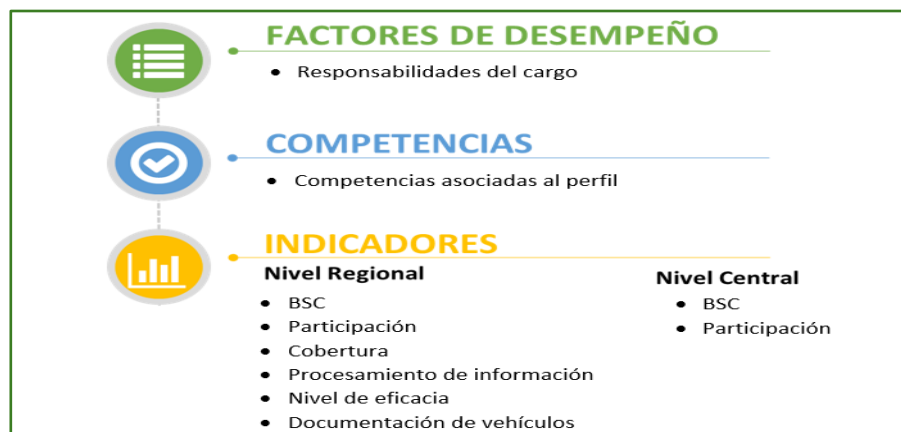 FACTORES DE DESEMPEÑO
• Responsabilidades del cargo
COMPETENCIAS
• Competencias asociadas al perfil
INDICADORES
Nivel Regional
• BSC
• Participación
• Cobertura
• Procesamiento de información
• Nivel de eficacia
• Documentación de vehículos
Nivel Central
• BSC
• Participación